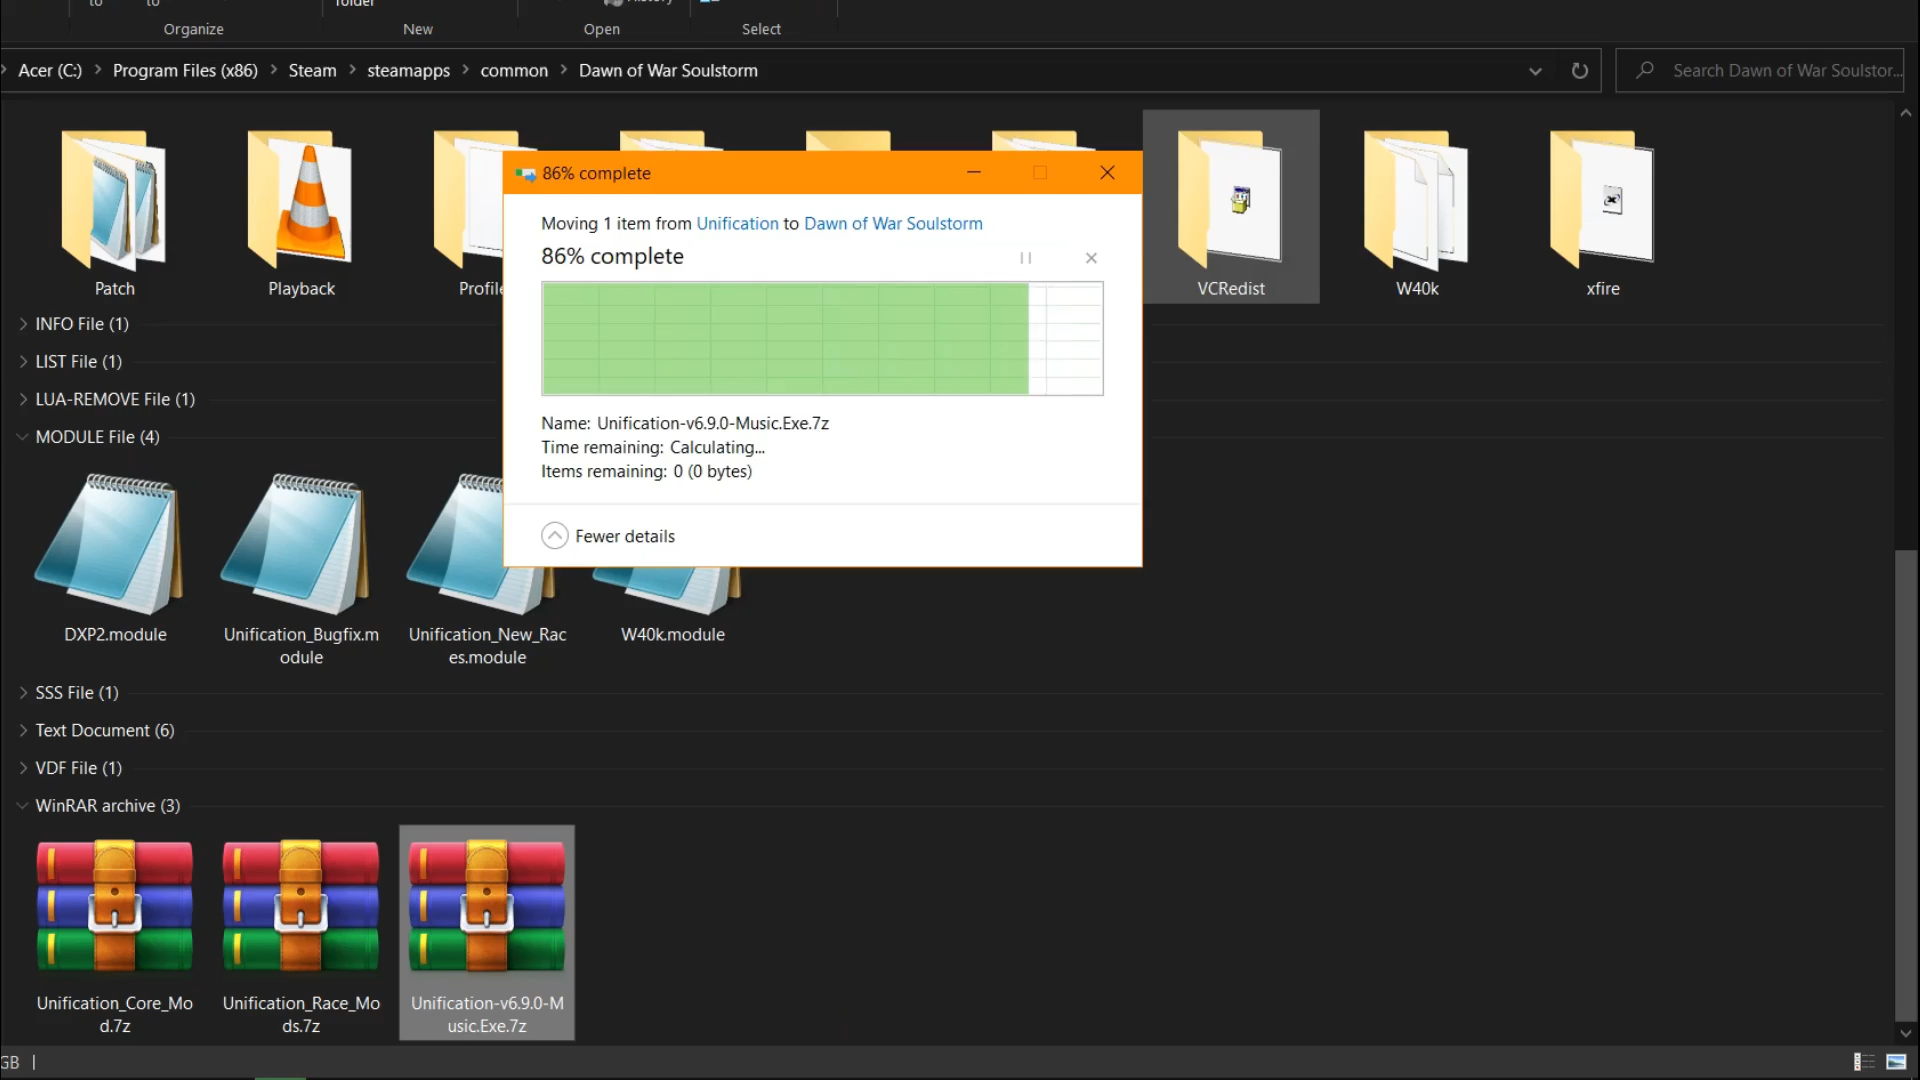 to to folder History
Organize New Open Select
Acer (C:) Program Files (x86) Steam steamapps common Dawn of War Soulstorm Search Dawn of War Soulstor...
86% complete
Moving 1 item from Unification to Dawn of War Soulstorm
86% complete
Patch Playback Profile VCRedist W40k xfire
INFO File (1)
LIST File (1)
LUA-REMOVE File (1)
Name: Unification-v6.9.0-Music.Exe.7z
MODULE File (4)
Time remaining: Calculating...
Items remaining: 0 (0 bytes)
Fewer details
DXP2.module Unification_Bugfix.m Unification_New_Rac W40k.module
odule es.module
SSS File (1)
Text Document (6)
VDF File (1)
WinRAR archive (3)
Unification_Core_Mo Unification_Race_Mo Unification-v6.9.0-M
d.7z ds.7z usic.Exe.7z
GB